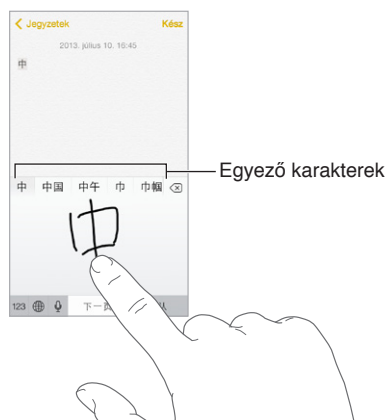 Jegyzetek Kész
2013. július 10. 16:45
中
Egyező karakterek
中 中国 中午 巾 巾帼
中
123 下一